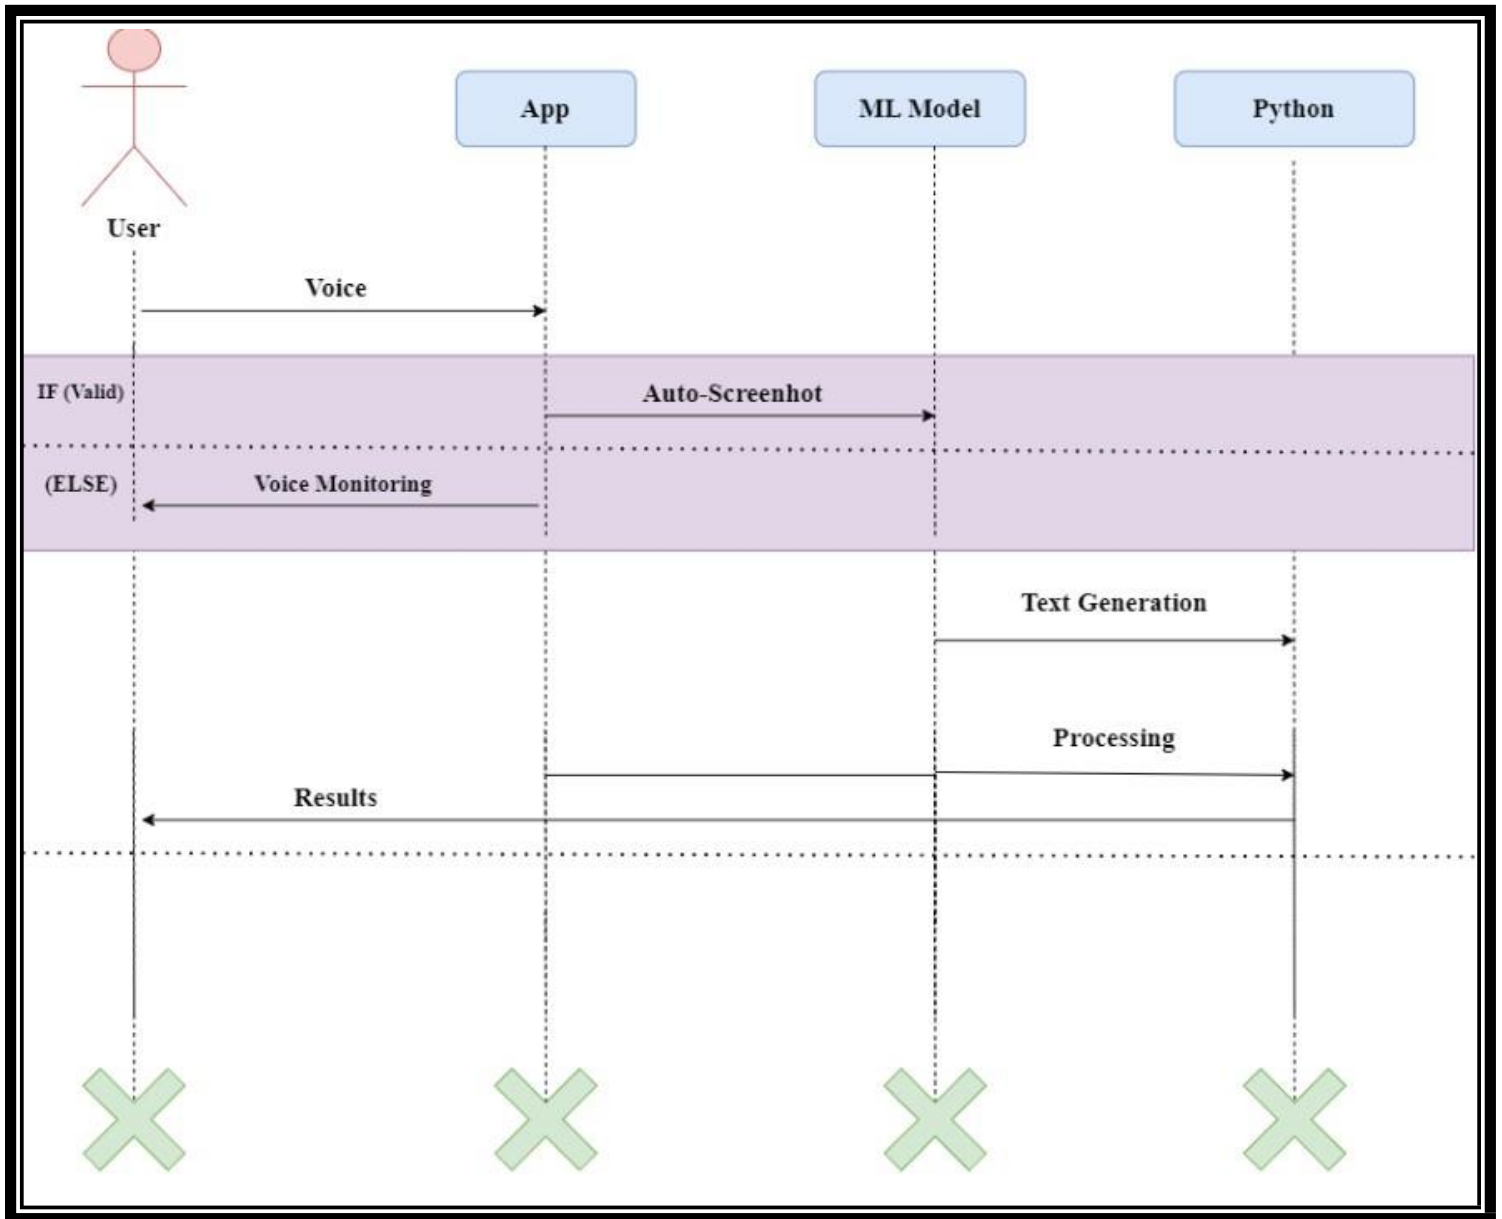 App
ML Model
Python
User
Voice
IF (Valid)
Auto-Screenhot
(ELSE)
Voice Monitoring
Text Generation
Processing
Results